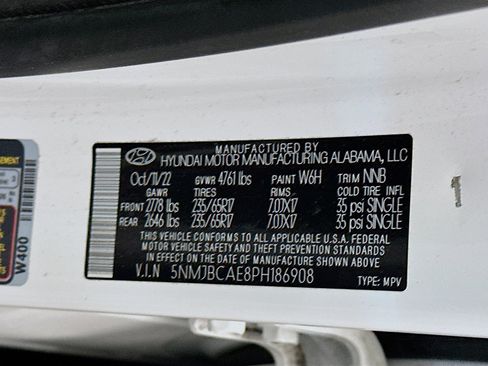 MANUFACTURED BY
HYUNDAI MOTOR MANUFACTURING ALABAMA, LLC
Oct/11/22 GVWR 4761 lbs PAINT W6H TRIM NNB
GAWR TIRES RIMS COLD TIRE INFL
FRONT 2778 lbs 235/65R17 7.0JX17 35 psi SINGLE
REAR 2646 lbs 235/65R17 7.0JX17 35 psi SINGLE
THIS VEHICLE CONFORMS TO ALL APPLICABLE U.S.A. FEDERAL
MOTOR VEHICLE SAFETY AND BUMPER STANDARDS
IN EFFECT ON THE DATE OF MANUFACTURE SHOWN ABOVE
V.I.N 5NMJBCAE8PH186908
TYPE: MPV
W400